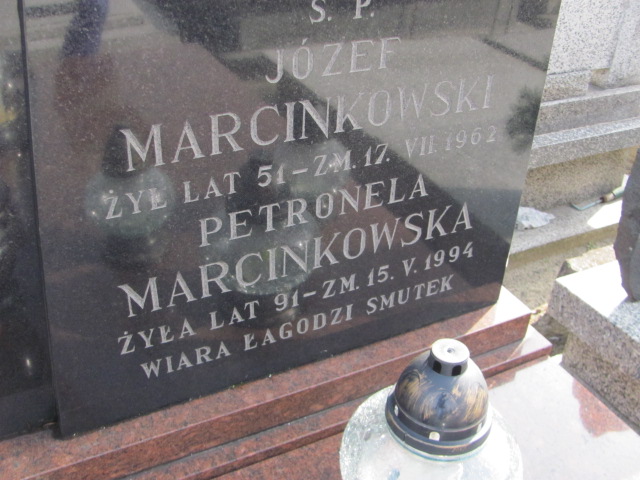 Ś. P.
JÓZEF
MARCINKOWSKI
ŻYŁ LAT 51-ZM. 17. VII. 1962
PETRONELA
MARCINKOWSKA
ŻYŁA LAT 91-ZM. 15. V. 1994
WIARA ŁAGODZI SMUTEK